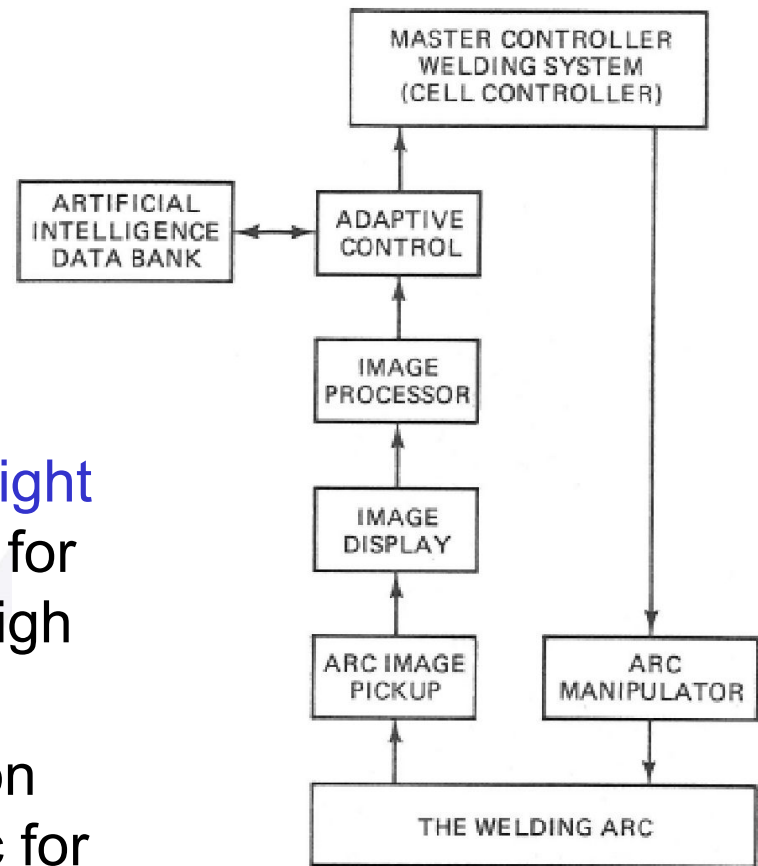 MASTER CONTROLLER
WELDING SYSTEM
(CELL CONTROLLER)
ARTIFICIAL
INTELLIGENCE
DATA BANK
ADAPTIVE
CONTROL
IMAGE
PROCESSOR
IMAGE
DISPLAY
ARC IMAGE
PICKUP
ARC
MANIPULATOR
THE WELDING ARC
ight
for
igh
on
c for